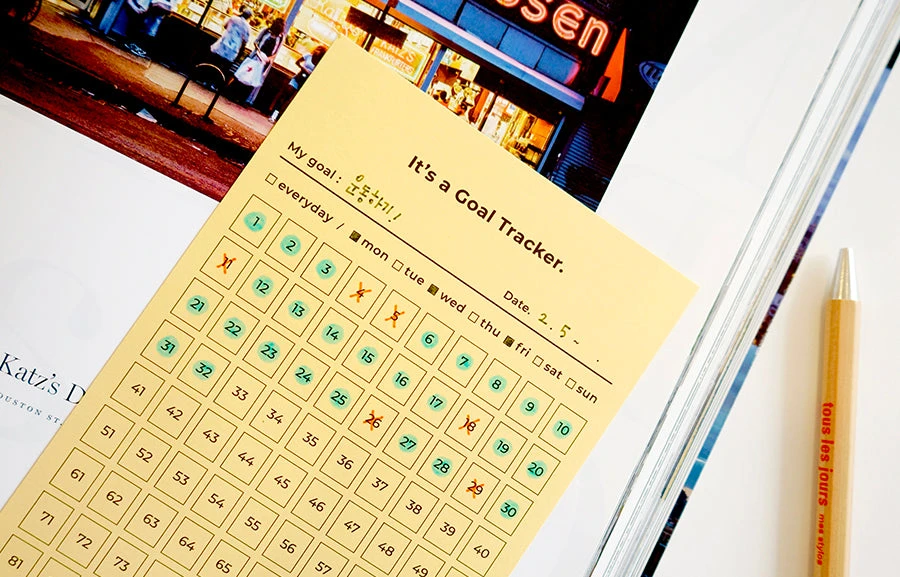 osen
It's a Goal Tracker.
My goal: 운동하기!
Date. 2. 5 ~ .
everyday / mon tue wed thu fri sat sun
1 2 3 4 5 6 7 8 9 10
11 12 13 14 15 16 17 18 19 20
21 22 23 24 25 26 27 28 29 30
31 32 33 34 35 36 37 38 39 40
41 42 43 44 45 46 47 48 49
51 52 53 54 55 56 57
61 62 63 64 65
71 72 73
81
Katz's D
OUSTON ST.
tous les jours